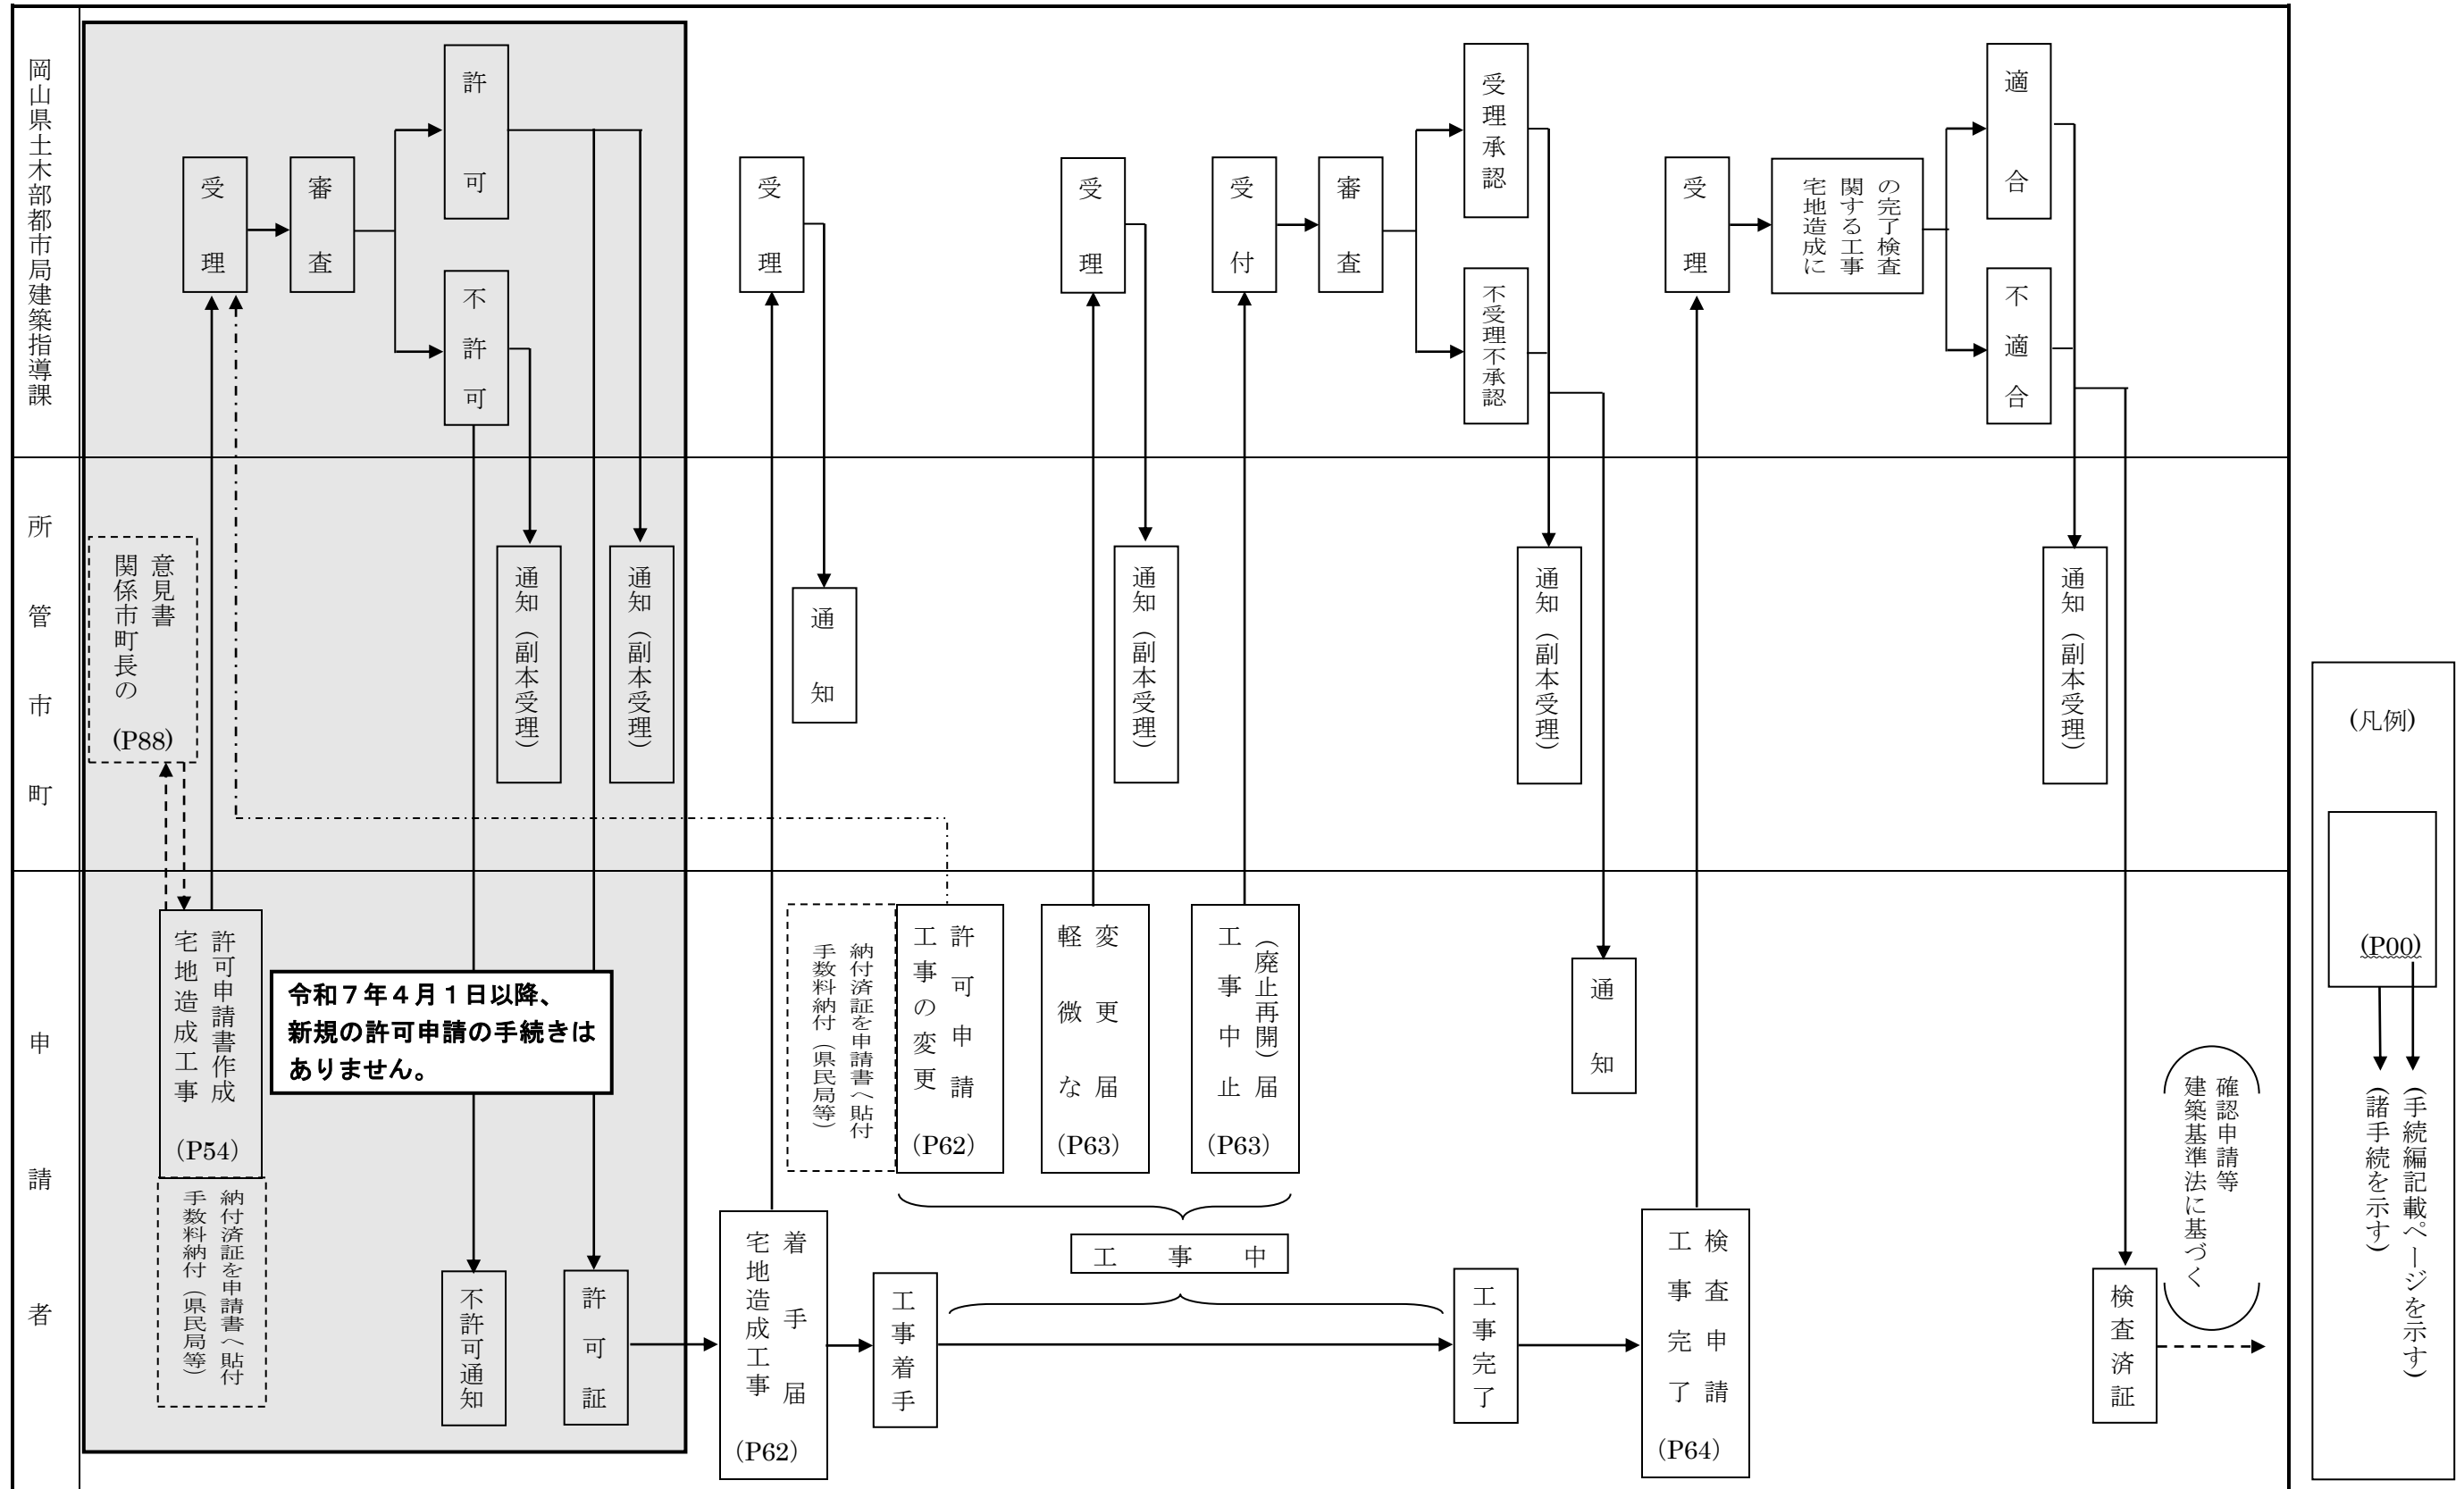 岡山県土木部都市局建築指導課
受理
審査
許可
不許可
受理
受理
受付
審査
受理承認
不受理不承認
受理
宅地造成に
関する工事
の完了検査
適合
不適合
所管市町
関係市町長の
意見書
(P88)
通知（副本受理）
通知（副本受理）
通知
通知（副本受理）
通知（副本受理）
通知（副本受理）
申請者
宅地造成工事
許可申請書作成
(P54)
手数料納付（県民局等）
納付済証を申請書へ貼付
令和７年４月１日以降、
新規の許可申請の手続きは
ありません。
不許可通知
許可証
宅地造成工事
着手届
(P62)
工事着手
手数料納付（県民局等）
納付済証を申請書へ貼付
工事の変更
許可申請
(P62)
軽微な
変更届
(P63)
工事中止
（廃止再開）届
(P63)
工事中
工事完了
通知
工事完了
検査申請
(P64)
検査済証
建築基準法に基づく
確認申請等
(凡例)
(P00)
(諸手続を示す)
(手続編記載ページを示す)